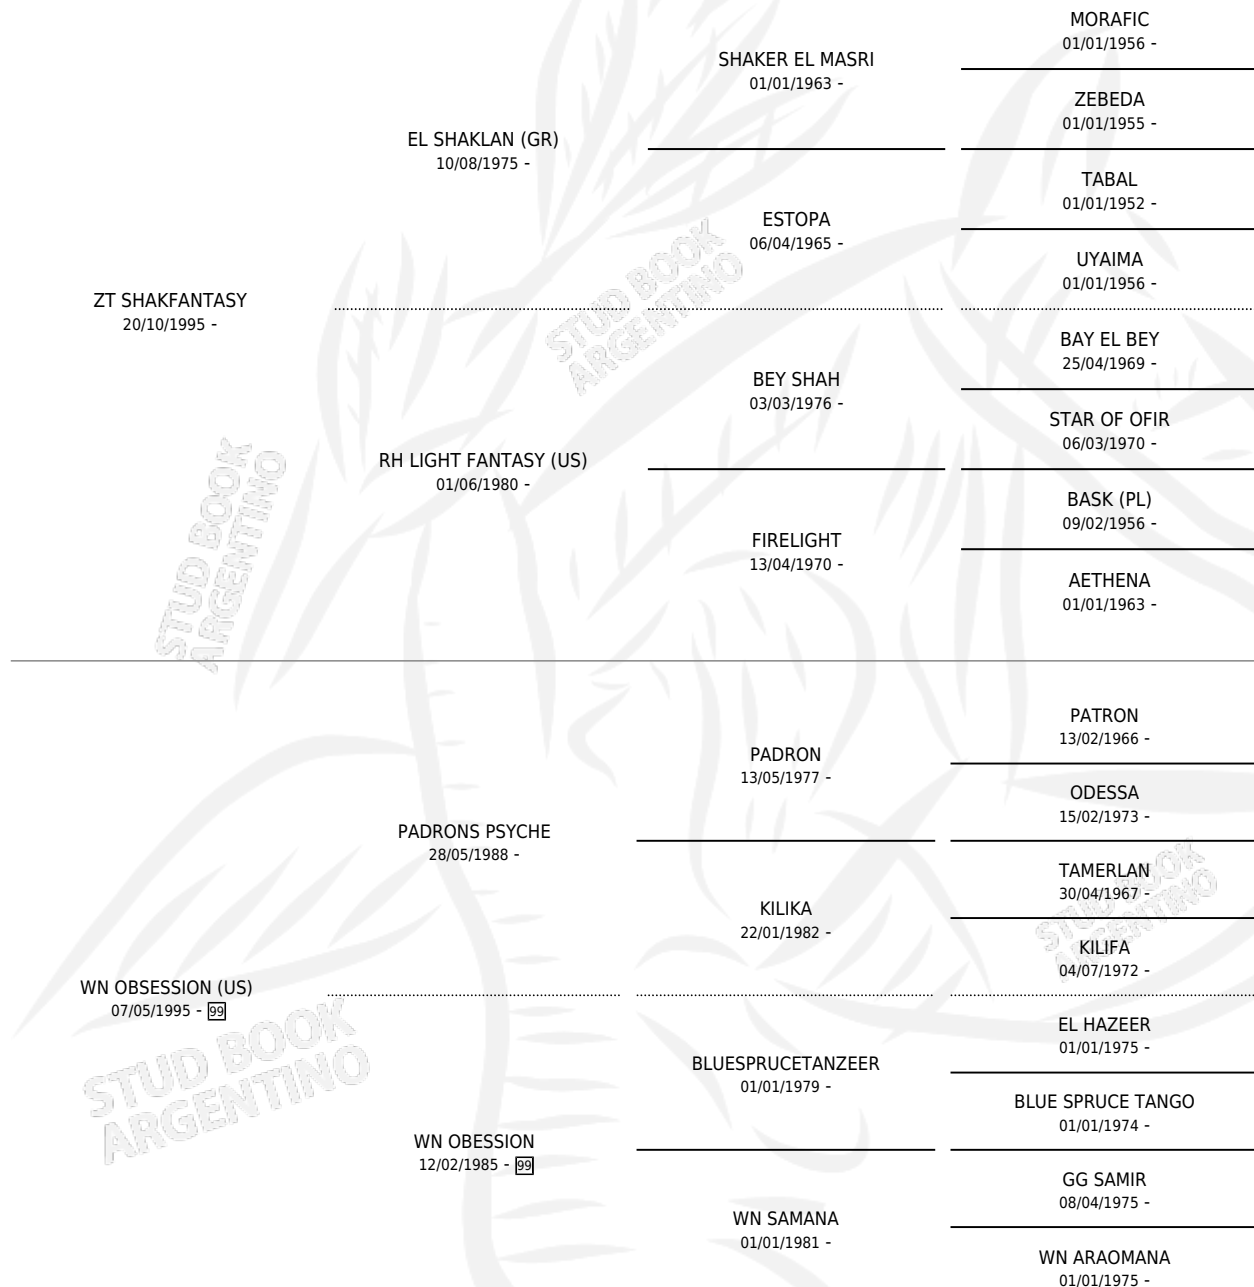 MORAFIC
01/01/1956 -
SHAKER EL MASRI
01/01/1963 -
ZEBEDA
01/01/1955 -
EL SHAKLAN (GR)
10/08/1975 -
TABAL
01/01/1952 -
ESTOPA
06/04/1965 -
UYAIMA
01/01/1956 -
ZT SHAKFANTASY
20/10/1995 -
STUD BOOK
ARGENTINO
BAY EL BEY
25/04/1969 -
BEY SHAH
03/03/1976 -
STAR OF OFIR
06/03/1970 -
RH LIGHT FANTASY (US)
01/06/1980 -
BASK (PL)
09/02/1956 -
FIRELIGHT
13/04/1970 -
AETHENA
01/01/1963 -
STUD BOOK
ARGENTINO
PATRON
13/02/1966 -
PADRON
13/05/1977 -
ODESSA
15/02/1973 -
PADRONS PSYCHE
28/05/1988 -
TAMERLAN
30/04/1967 -
KILIKA
22/01/1982 -
KILIFA
04/07/1972 -
STUD BOOK
ARGENTINO
WN OBSESSION (US)
07/05/1995 - 99
STUD BOOK
ARGENTINO
EL HAZEER
01/01/1975 -
BLUESPRUCETANZEER
01/01/1979 -
BLUE SPRUCE TANGO
01/01/1974 -
WN OBESSION
12/02/1985 - 99
GG SAMIR
08/04/1975 -
WN SAMANA
01/01/1981 -
WN ARAOMANA
01/01/1975 -